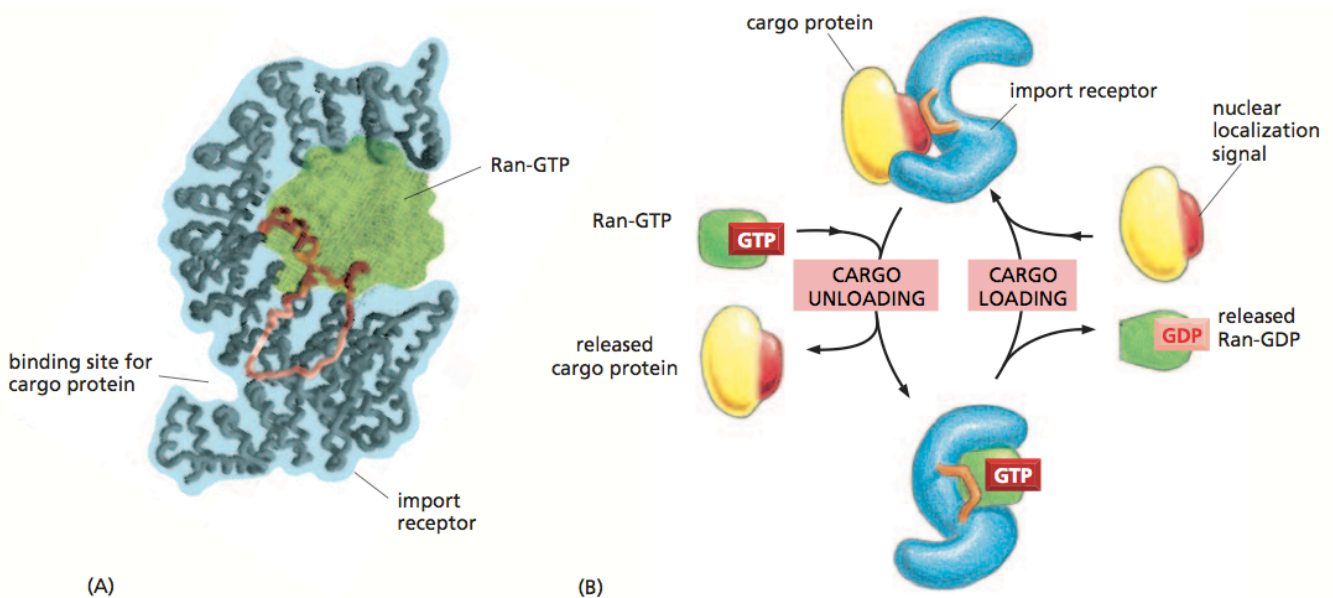 Ran-GTP
binding site for
cargo protein
import
receptor
(A)
cargo protein
import receptor
nuclear
localization
signal
Ran-GTP
GTP
CARGO
UNLOADING
CARGO
LOADING
released
cargo protein
GDP
released
Ran-GDP
GTP
(B)